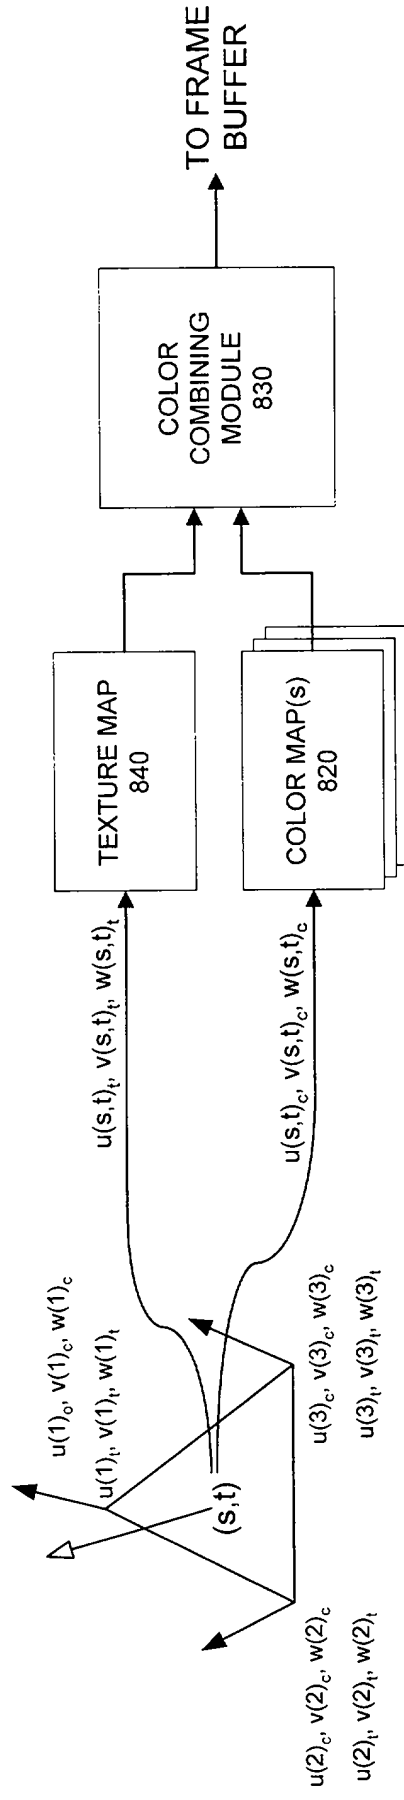 u(1)c, v(1)c, w(1)c
u(1)t, v(1)t, w(1)t
(s,t)
u(2)c, v(2)c, w(2)c
u(2)t, v(2)t, w(2)t
u(3)c, v(3)c, w(3)c
u(3)t, v(3)t, w(3)t
u(s,t)t, v(s,t)t, w(s,t)t
u(s,t)c, v(s,t)c, w(s,t)c
TEXTURE MAP
840
COLOR MAP(s)
820
COLOR
COMBINING
MODULE
830
TO FRAME
BUFFER